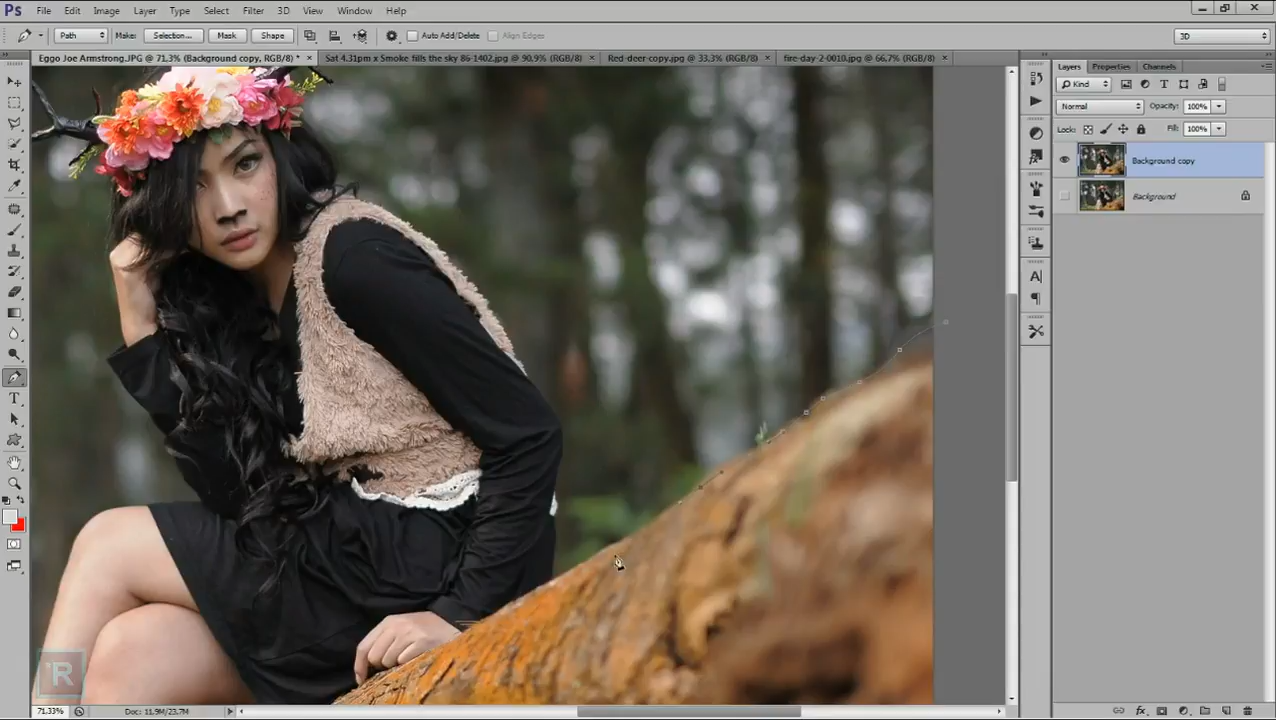 Ps File Edit Image Layer Type Select Filter 3D View Window Help
Path Make: Selection... Mask Shape Auto Add/Delete Align Edges 3D
Eggo Joe Armstrong.JPG @ 71,3% (Background copy, RGB/8) * × Sat 4.31pm x Smoke fills the sky 86-1402.jpg @ 90,9% (RGB/8) × Red-deer-copy.jpg @ 33,3% (RGB/8) × fire-day-2-0010.jpg @ 66,7% (RGB/8) ×
Layers Properties Channels
Kind
Normal Opacity: 100%
Lock: Fill: 100%
Background copy
Background
R
71.33% Doc: 11.9M/23.7M